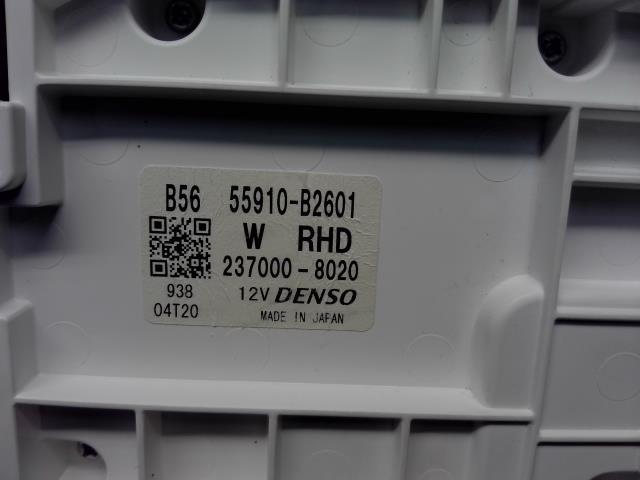 B56 55910-B2601
W RHD
237000-8020
938 12V DENSO
04T20 MADE IN JAPAN